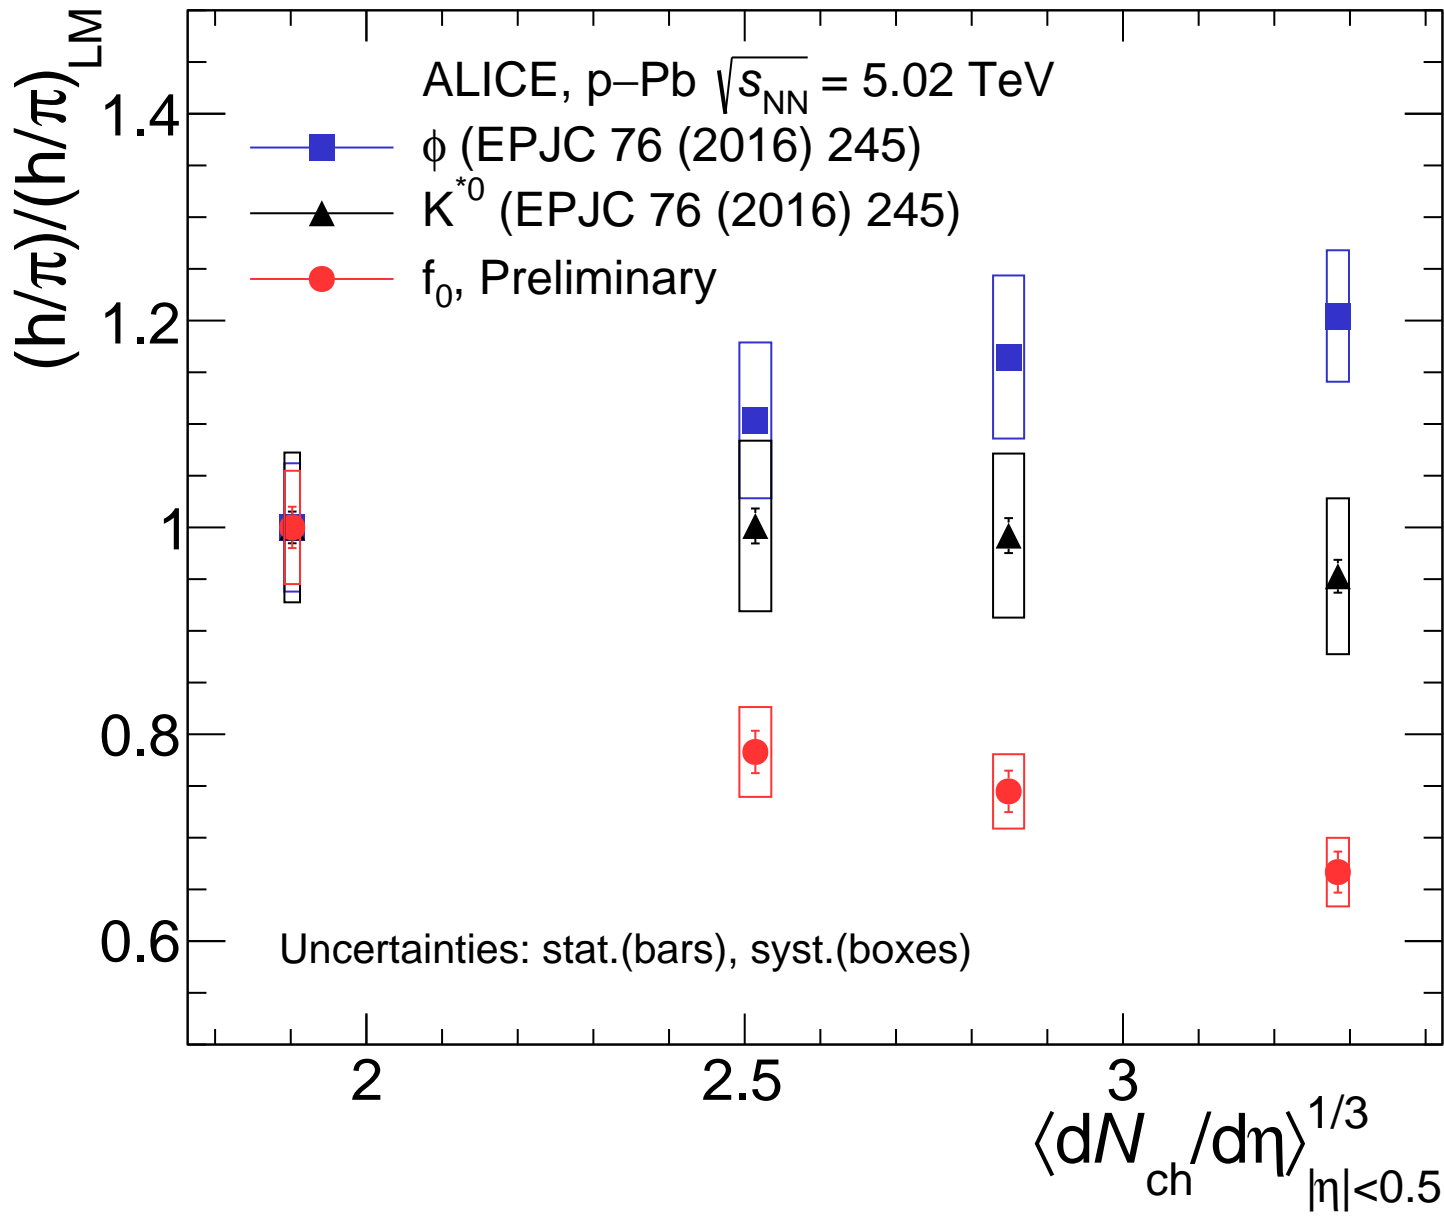 (h/π)/(h/π)LM
ALICE, p–Pb √sNN = 5.02 TeV
ϕ (EPJC 76 (2016) 245)
K*0 (EPJC 76 (2016) 245)
f0, Preliminary
1.4
1.2
1
0.8
0.6
Uncertainties: stat.(bars), syst.(boxes)
2 2.5 3
⟨dNch/dη⟩1/3|η|<0.5